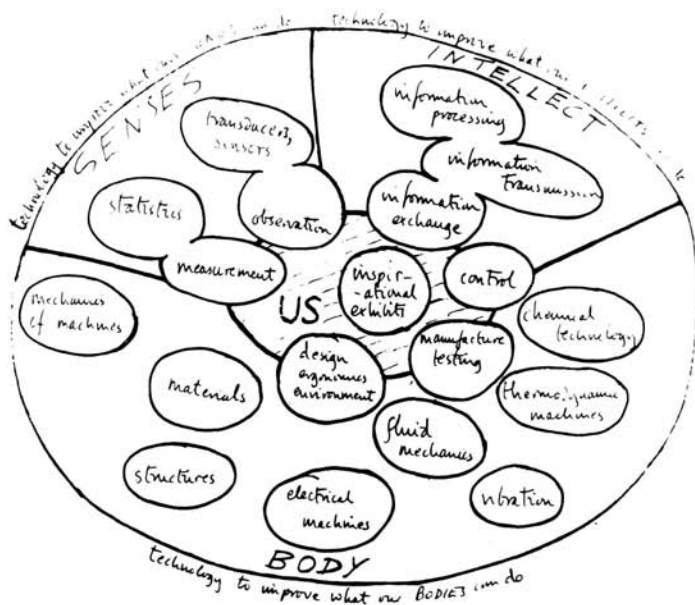 technology to improve what our SENSES can do
technology to improve what our can do
SENSES
INTELLECT
transducers,
sensors
information
processing
information
transmission
statistics
observation
information
exchange
measurement
inspir-
-ational
exhibits
control
US
mechanics
of machines
chemical
technology
design
ergonomics
environment
manufacture
testing
materials
thermodynamic
machines
fluid
mechanics
structures
electrical
machines
vibration
BODY
technology to improve what our BODIES can do